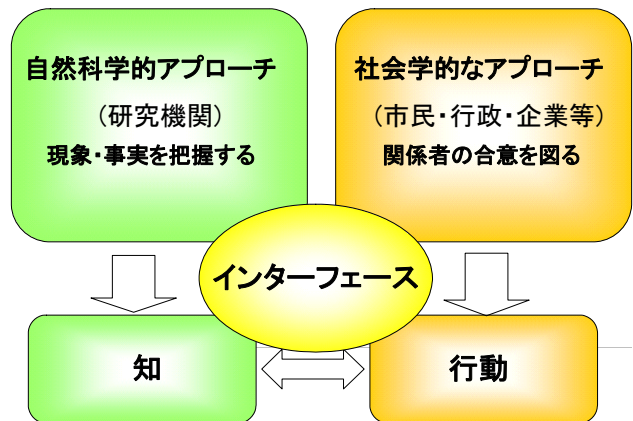 自然科学的アプローチ
(研究機関)
現象・事実を把握する
社会学的なアプローチ
(市民・行政・企業等)
関係者の合意を図る
インターフェース
知
行動